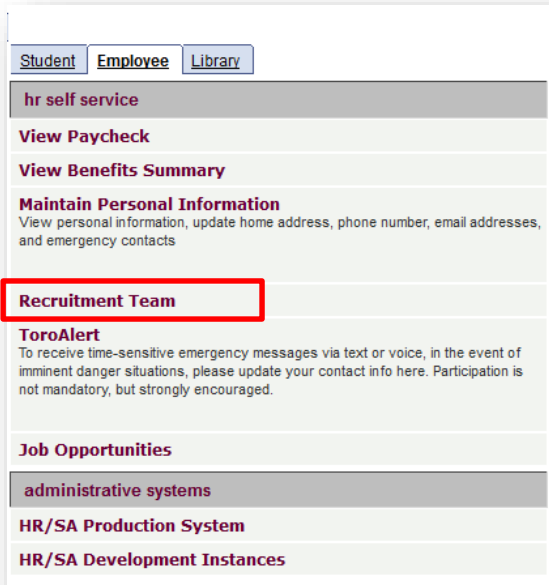 Student Employee Library
hr self service
View Paycheck
View Benefits Summary
Maintain Personal Information
View personal information, update home address, phone number, email addresses,
and emergency contacts
Recruitment Team
ToroAlert
To receive time-sensitive emergency messages via text or voice, in the event of
imminent danger situations, please update your contact info here. Participation is
not mandatory, but strongly encouraged.
Job Opportunities
administrative systems
HR/SA Production System
HR/SA Development Instances